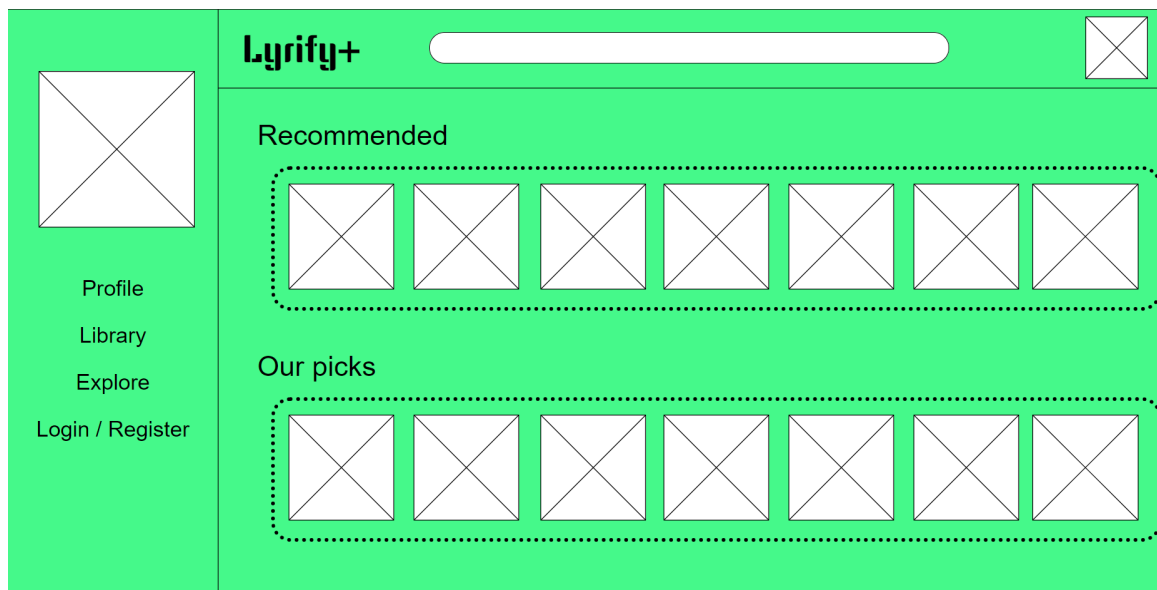 Lyrify+
Recommended
Profile
Library
Explore
Login / Register
Our picks